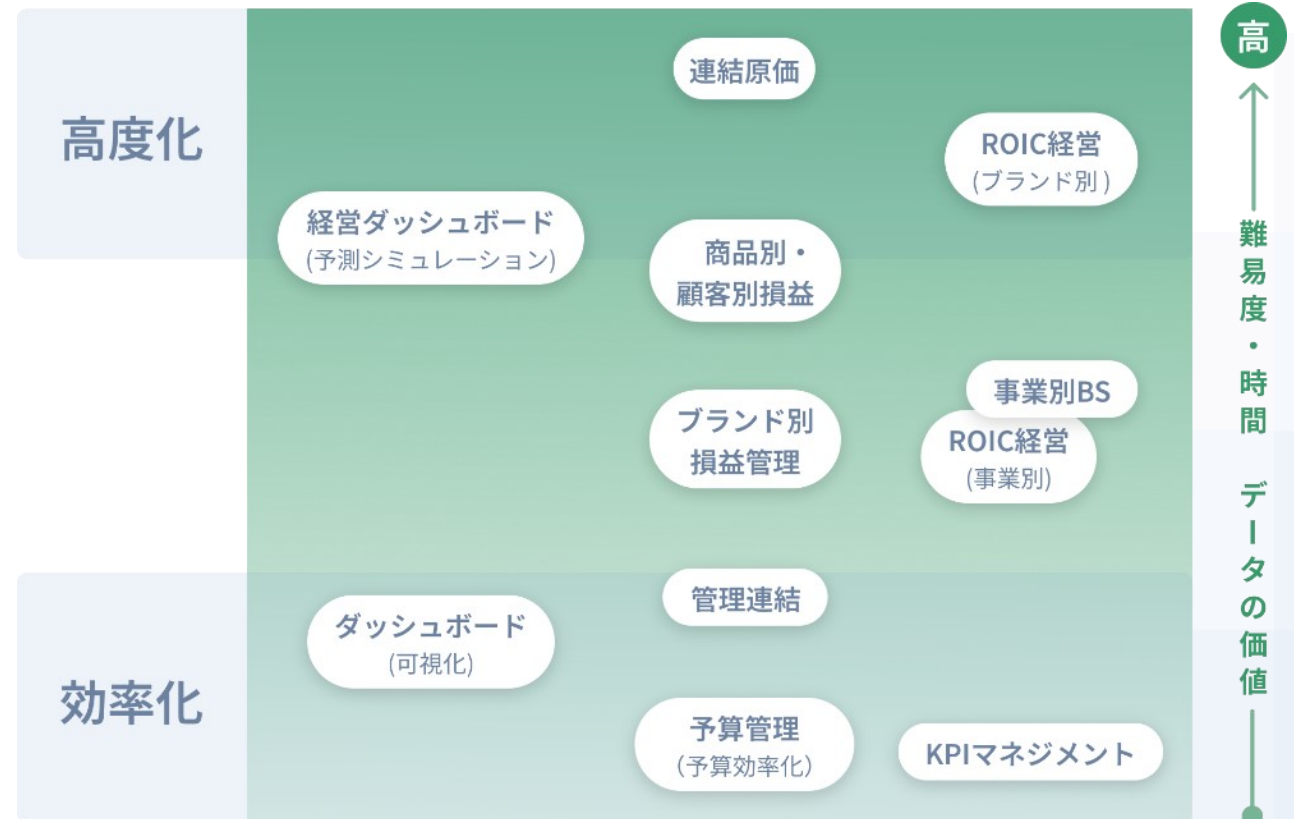 高度化
連結原価
ROIC経営
(ブランド別)
経営ダッシュボード
(予測シミュレーション)
商品別・
顧客別損益
事業別BS
ブランド別
損益管理
ROIC経営
(事業別)
効率化
管理連結
ダッシュボード
(可視化)
予算管理
（予算効率化）
KPIマネジメント
高
難易度・時間　データの価値